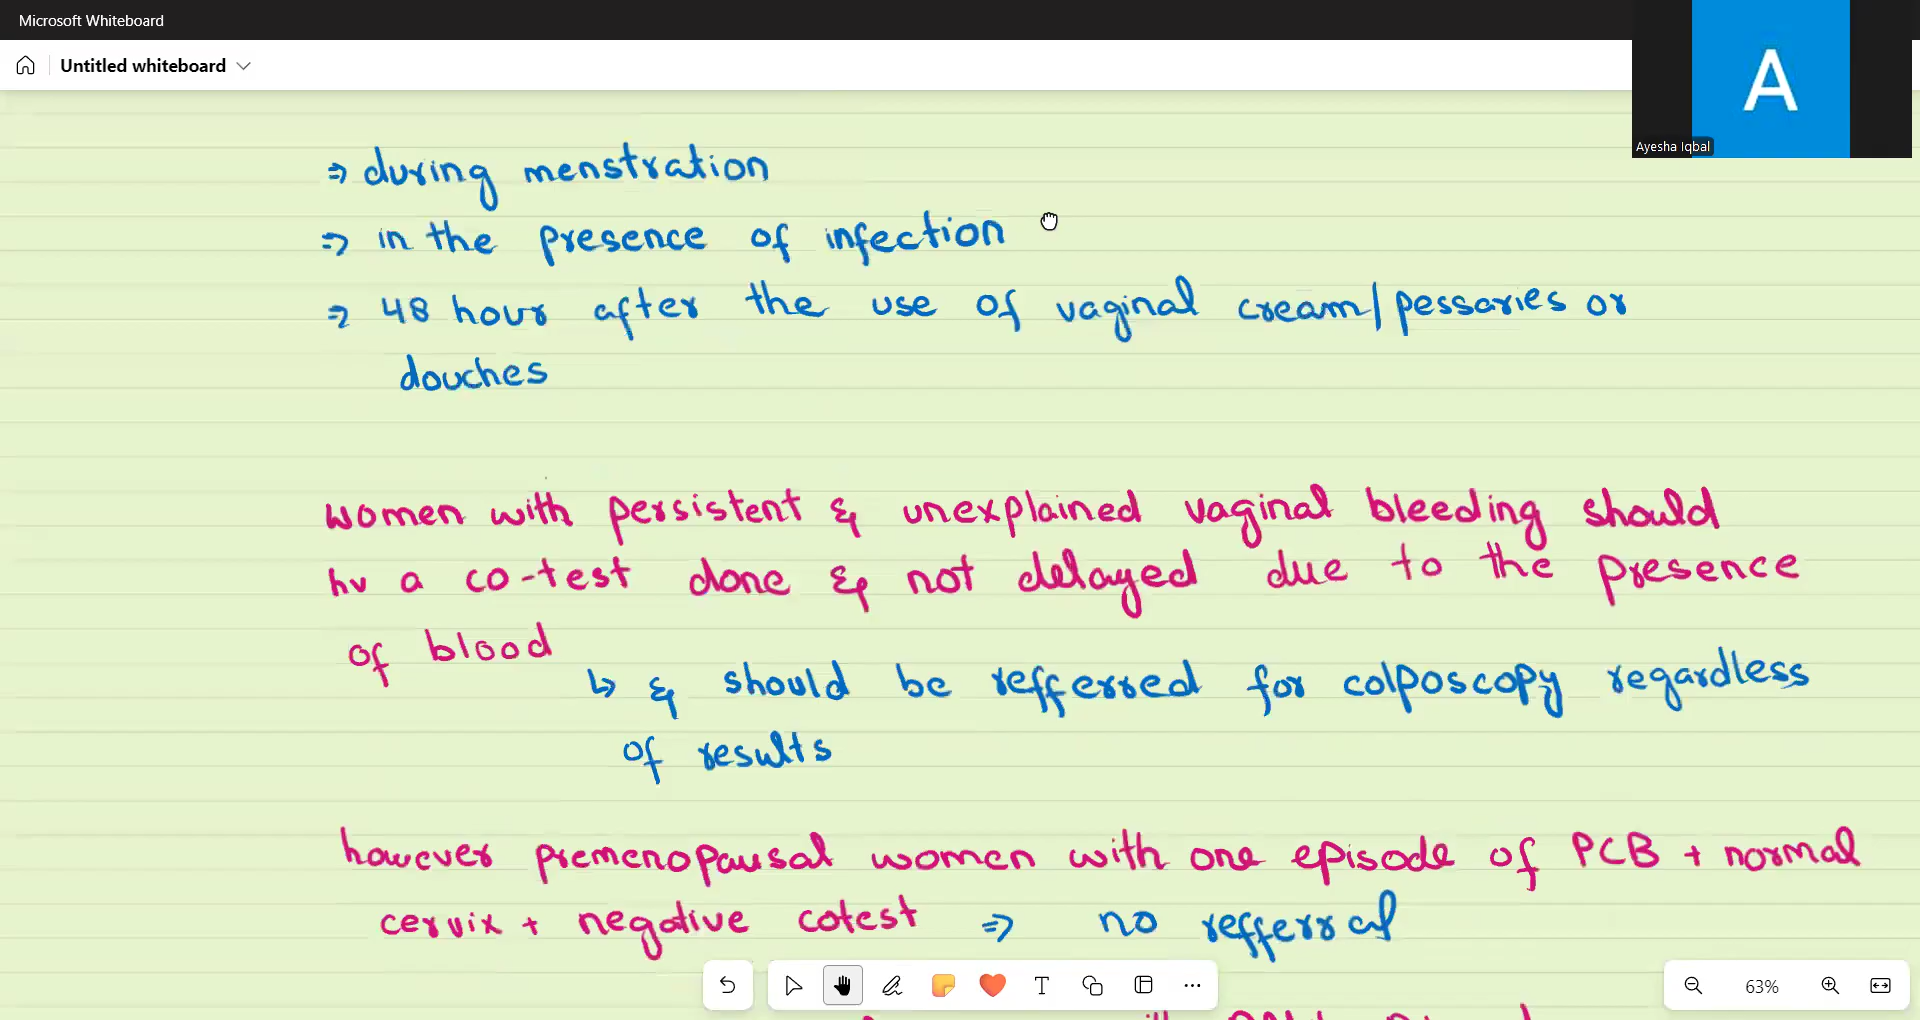 Microsoft Whiteboard
Untitled whiteboard
A
Ayesha Iqbal
⇒ during menstration
⇒ in the presence of infection
⇒ 48 hour after the use of vaginal cream/pessaries or
douches
women with persistent & unexplained vaginal bleeding should
hv a co-test done & not delayed due to the presence
of blood
↳ & should be refferred for colposcopy regardless
of results
however premenopausal women with one episode of PCB + normal
cervix + negative cotest ⇒ no refferral
63%